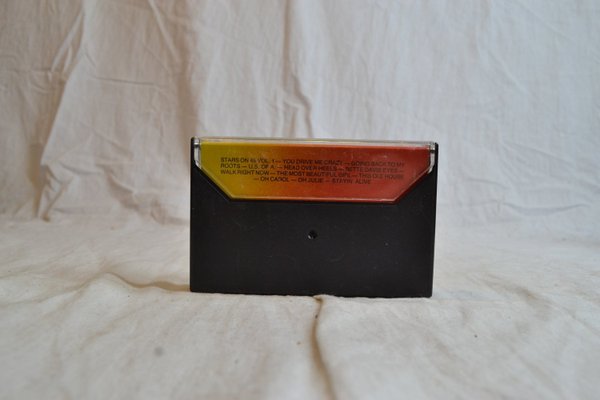 STARS ON 45 VOL. 1 — YOU DRIVE ME CRAZY — GOING BACK TO MY
ROOTS — U.S. OF A. — HEAD OVER HEELS — BETTE DAVIS EYES —
WALK RIGHT NOW — THE MOST BEAUTIFUL GIRL — THIS OLE HOUSE
— OH CAROL — OH JULIE — STAYIN' ALIVE